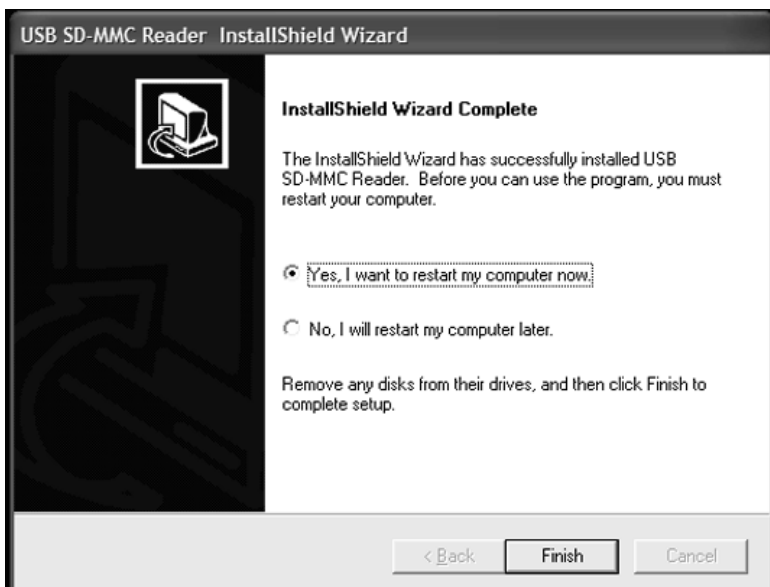 USB SD-MMC Reader  InstallShield Wizard
InstallShield Wizard Complete
The InstallShield Wizard has successfully installed USB
SD-MMC Reader.  Before you can use the program, you must
restart your computer.
Yes, I want to restart my computer now.
No, I will restart my computer later.
Remove any disks from their drives, and then click Finish to
complete setup.
< Back
Finish
Cancel